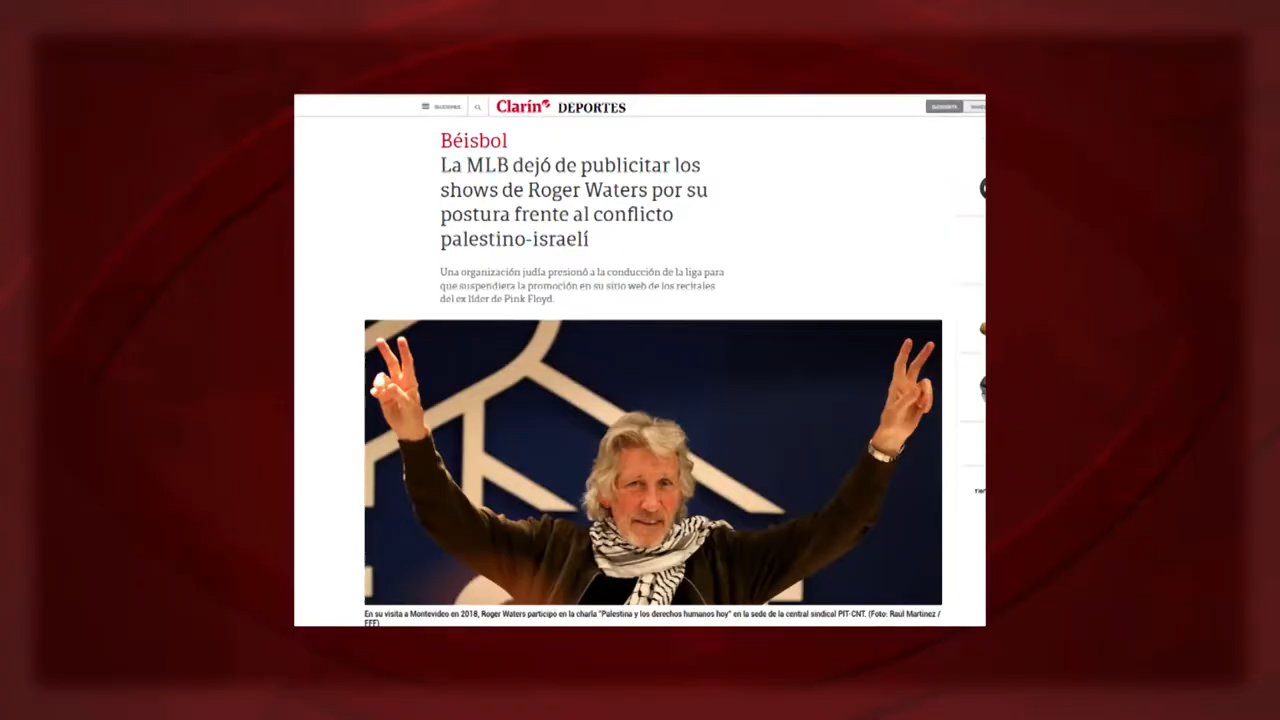 Clarín DEPORTES
Béisbol
La MLB dejó de publicitar los
shows de Roger Waters por su
postura frente al conflicto
palestino-israelí
Una organización judía presionó a la conducción de la liga para
que suspendiera la promoción en su sitio web de los recitales
del ex líder de Pink Floyd.
En su visita a Montevideo en 2018, Roger Waters participó en la charla "Palestina y los derechos humanos hoy" en la sede de la central sindical PIT-CNT. (Foto: Raúl Martínez /
EFE)